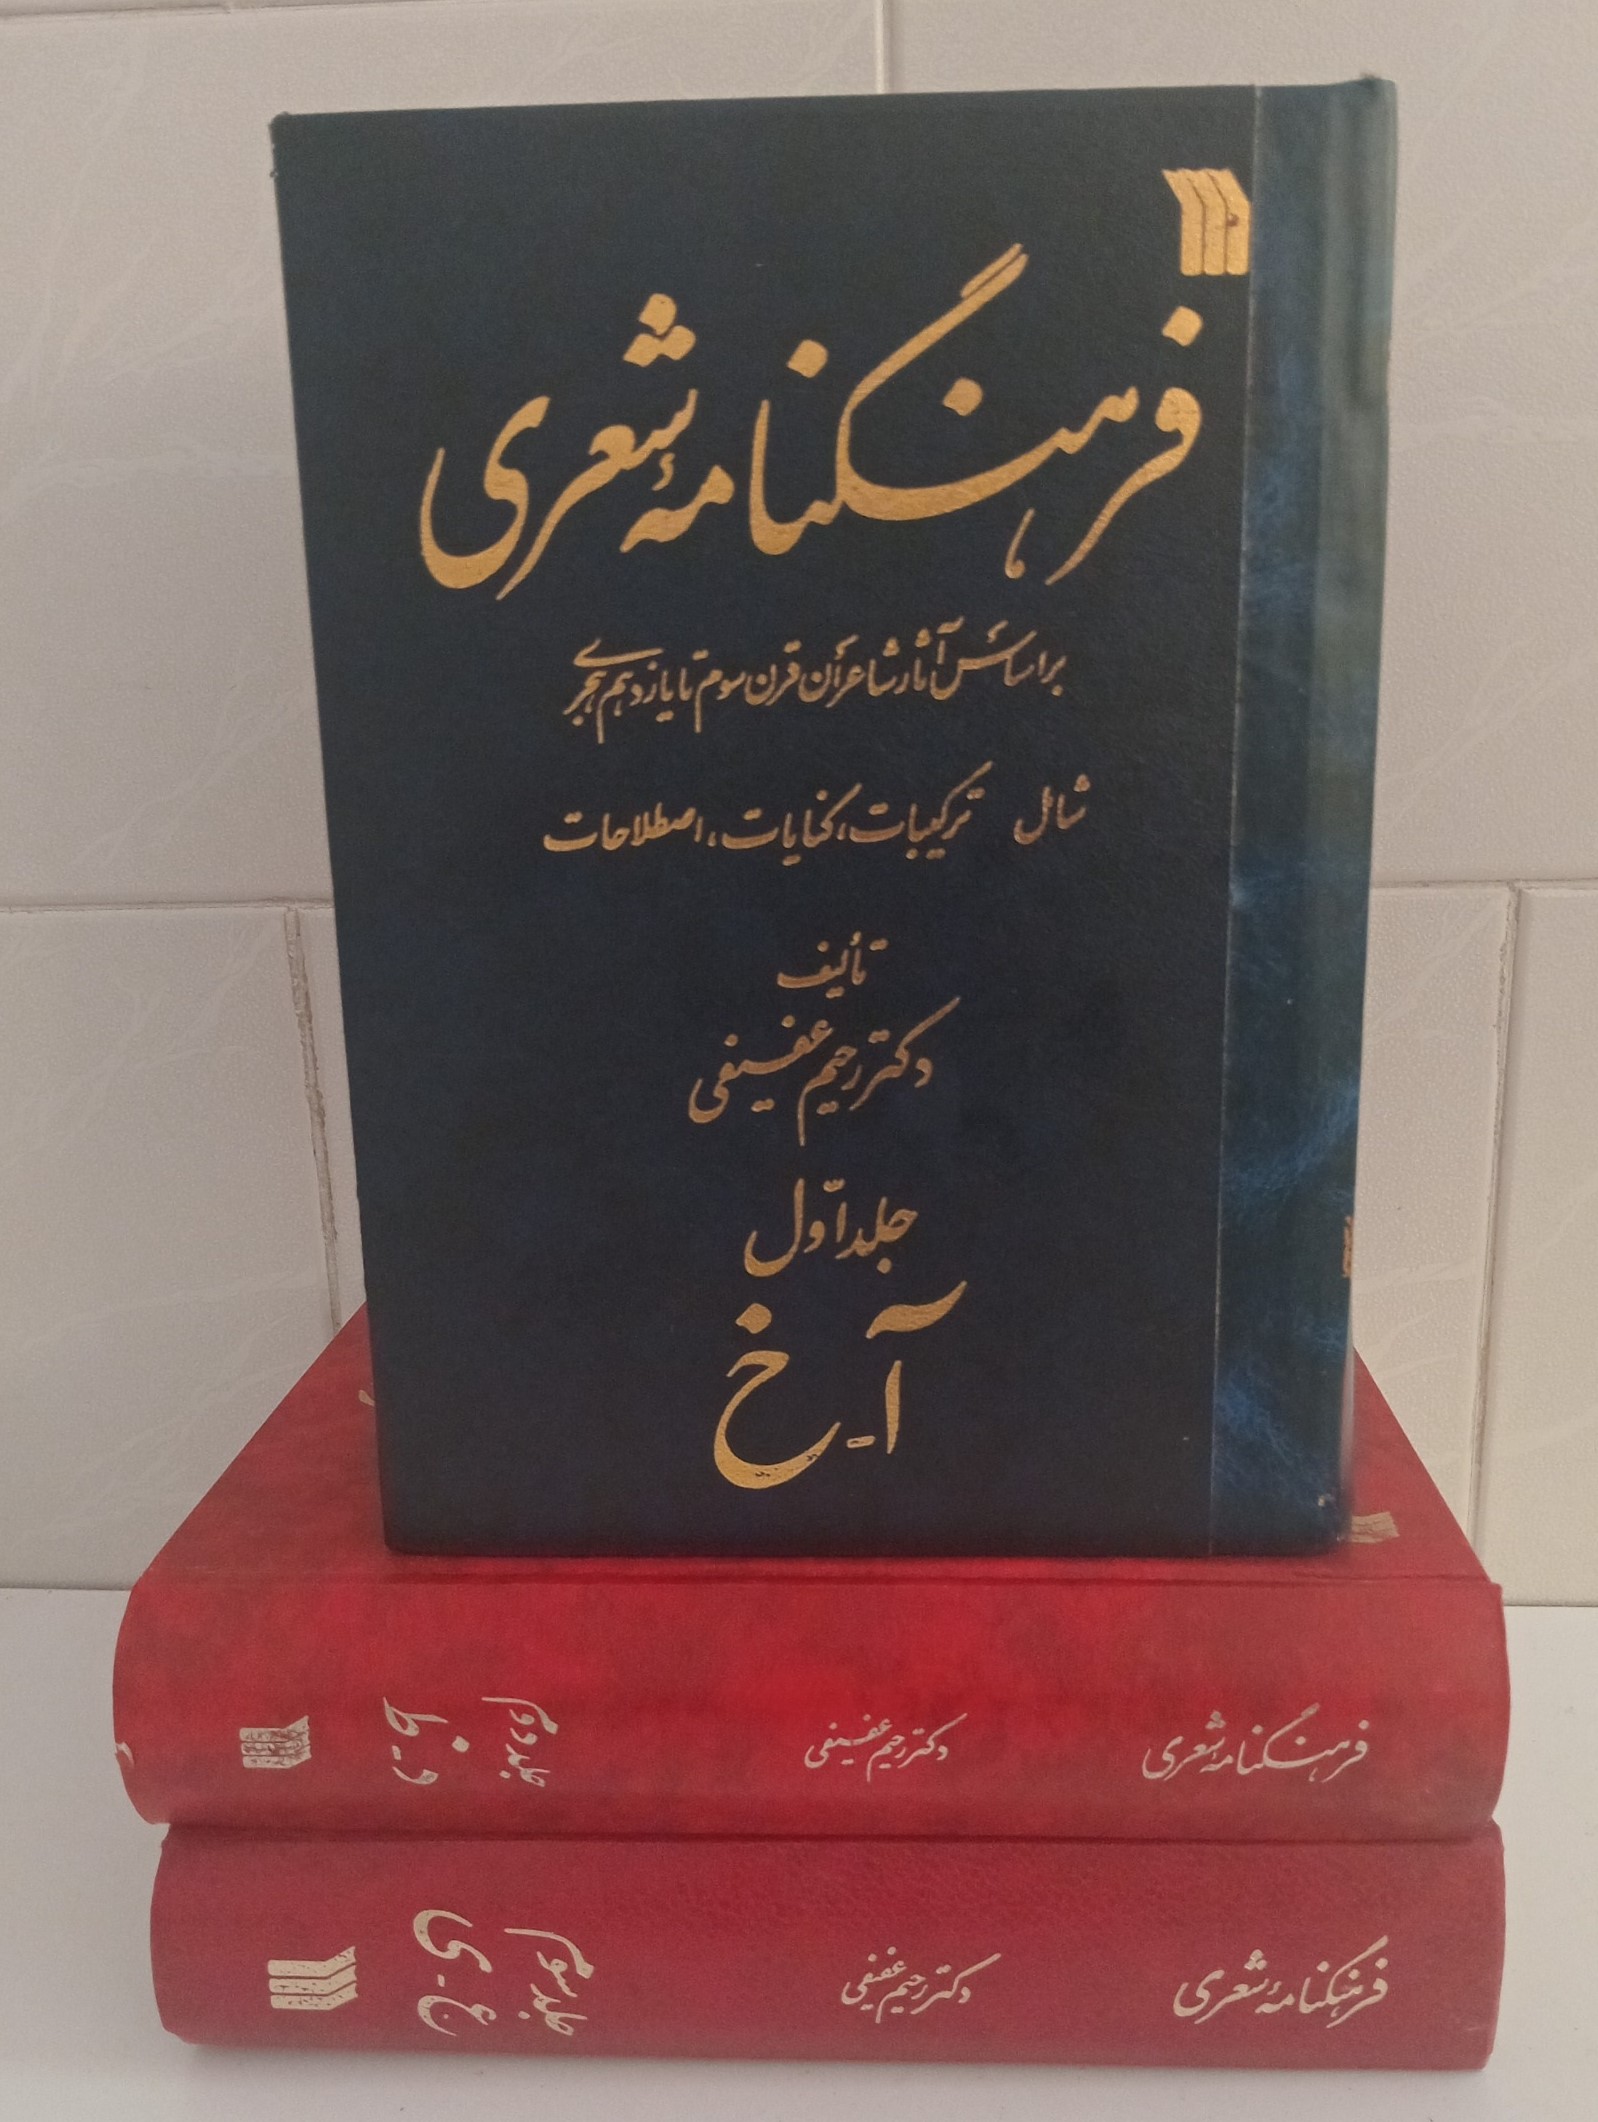 فرهنگنامهٔ شعری
براساس آثار شاعران قرن سوم تا یازدهم هجری
شامل ترکیبات، کنایات، اصطلاحات
تألیف
دکتر رحیم عفیفی
جلد اوّل
آ-خ
فرهنگنامهٔ شعری
دکتر رحیم عفیفی
جلد دوم
د-ظ
فرهنگنامهٔ شعری
دکتر رحیم عفیفی
جلد سوم
ع-ی